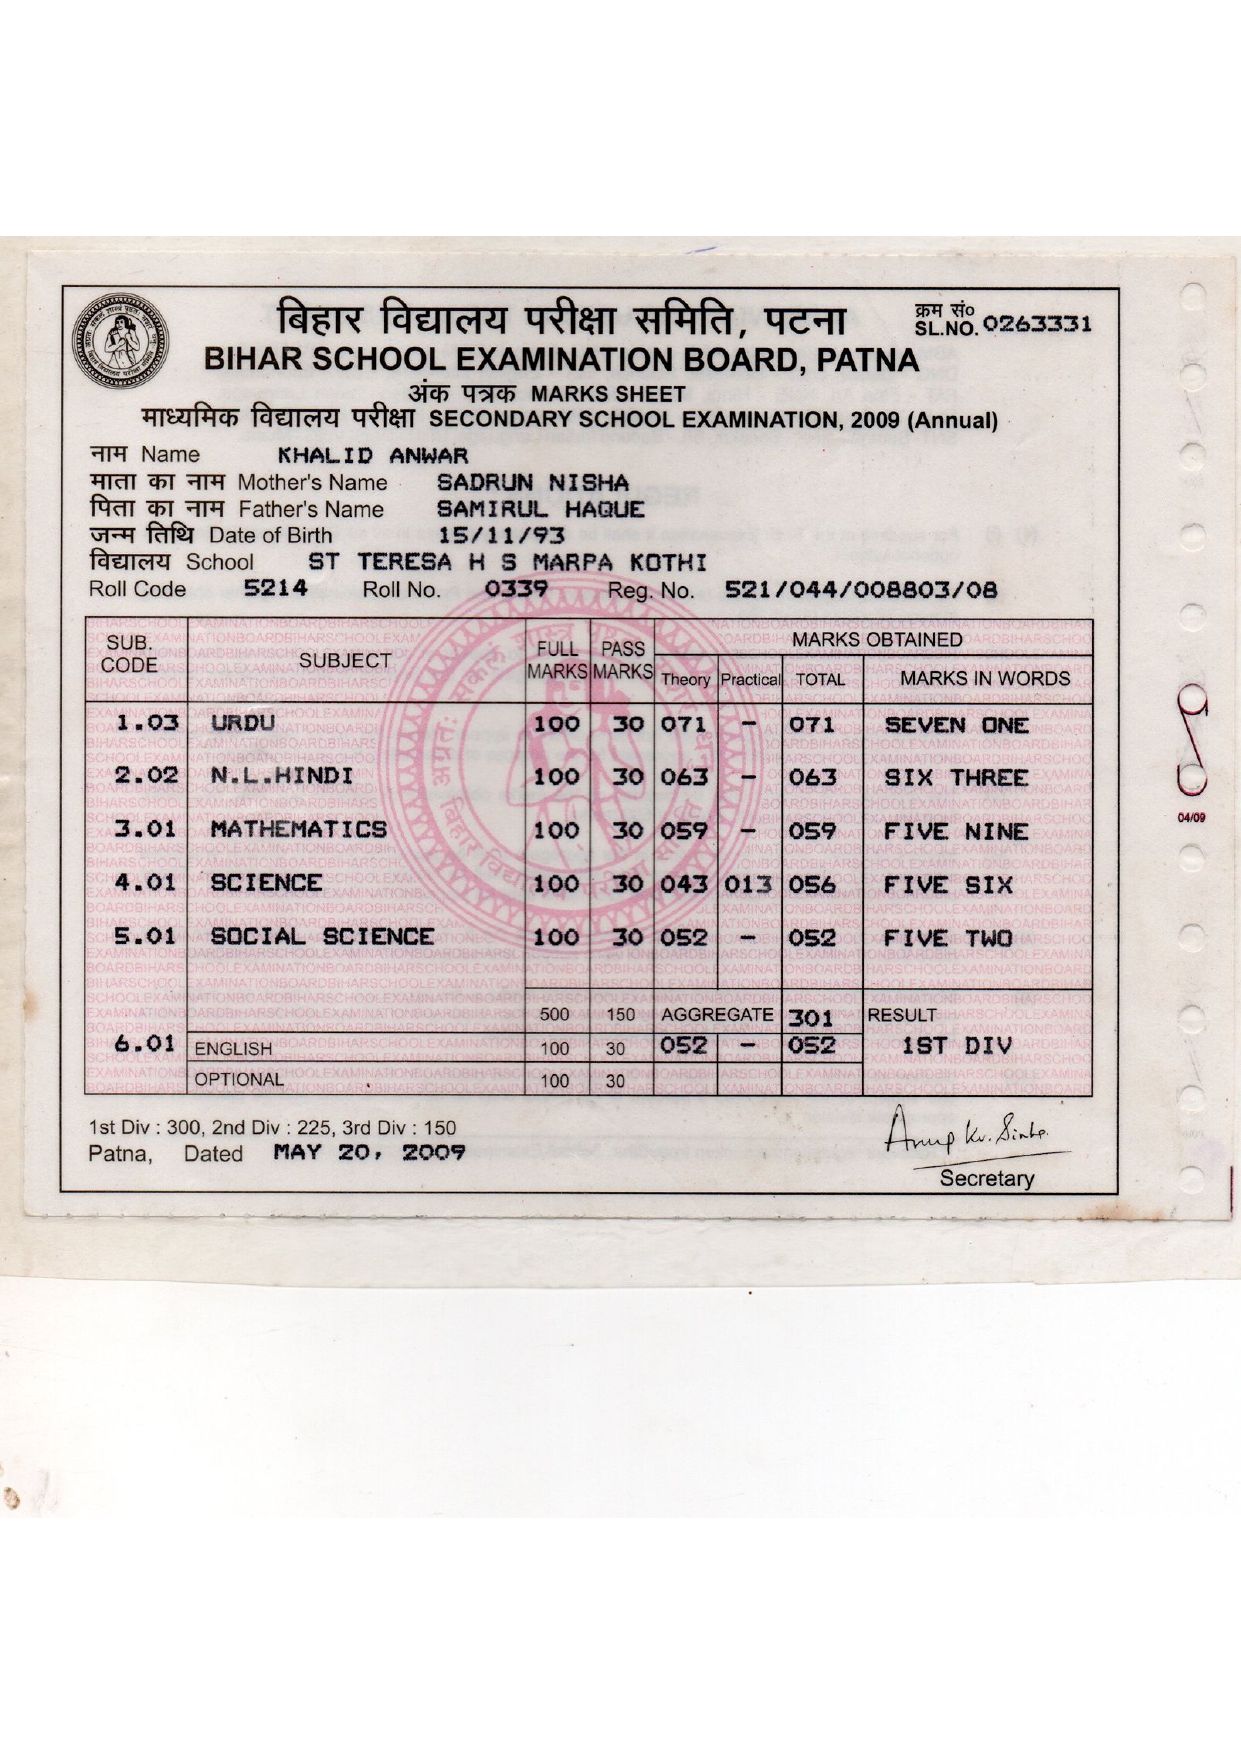 बिहार विद्यालय परीक्षा समिति, पटना
क्रम सं०
SL.NO. 0263331
BIHAR SCHOOL EXAMINATION BOARD, PATNA
अंक पत्रक MARKS SHEET
माध्यमिक विद्यालय परीक्षा SECONDARY SCHOOL EXAMINATION, 2009 (Annual)
नाम Name KHALID ANWAR
माता का नाम Mother's Name SADRUN NISHA
पिता का नाम Father's Name SAMIRUL HAQUE
जन्म तिथि Date of Birth 15/11/93
विद्यालय School ST TERESA H S MARPA KOTHI
Roll Code 5214 Roll No. 0339 Reg. No. 521/044/008803/08
SUB. CODE SUBJECT FULL MARKS PASS MARKS MARKS OBTAINED
Theory Practical TOTAL MARKS IN WORDS
1.03 URDU 100 30 071 - 071 SEVEN ONE
2.02 N.L.HINDI 100 30 063 - 063 SIX THREE
3.01 MATHEMATICS 100 30 059 - 059 FIVE NINE
4.01 SCIENCE 100 30 043 013 056 FIVE SIX
5.01 SOCIAL SCIENCE 100 30 052 - 052 FIVE TWO
500 150 AGGREGATE 301 RESULT
6.01 ENGLISH 100 30 052 - 052 1ST DIV
OPTIONAL 100 30
1st Div : 300, 2nd Div : 225, 3rd Div : 150
Patna, Dated MAY 20, 2009
Secretary
04/09